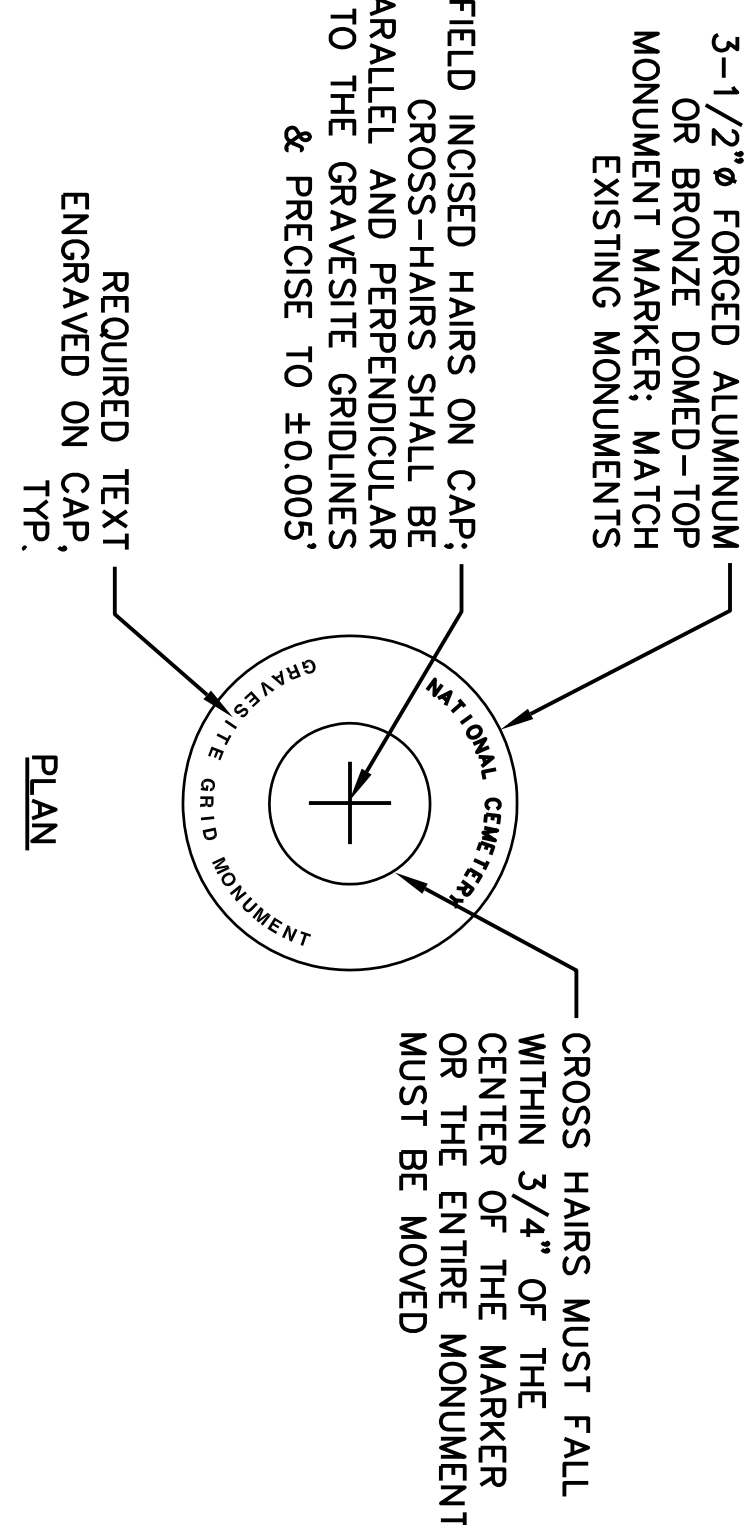 3-1/2"ø FORGED ALUMINUM
OR BRONZE DOMED-TOP
MONUMENT MARKER; MATCH
EXISTING MONUMENTS
FIELD INCISED HAIRS ON CAP;
CROSS-HAIRS SHALL BE
ARALLEL AND PERPENDICULAR
TO THE GRAVESITE GRIDLINES
& PRECISE TO ±0.005'
REQUIRED TEXT
ENGRAVED ON CAP,
TYP.
NATIONAL CEMETERY
GRAVESITE GRID MONUMENT
CROSS HAIRS MUST FALL
WITHIN 3/4" OF THE
CENTER OF THE MARKER
OR THE ENTIRE MONUMENT
MUST BE MOVED
PLAN